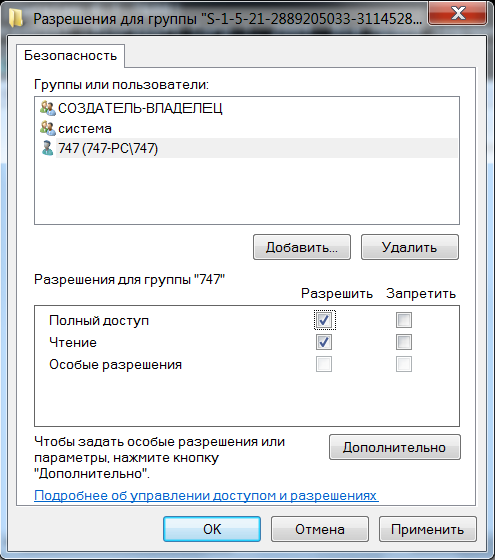 Разрешения для группы "S-1-5-21-2889205033-3114528...
Безопасность
Группы или пользователи:
СОЗДАТЕЛЬ-ВЛАДЕЛЕЦ
система
747 (747-PC\747)
Добавить... Удалить
Разрешения для группы "747"
Разрешить Запретить
Полный доступ
Чтение
Особые разрешения
Чтобы задать особые разрешения или
параметры, нажмите кнопку
"Дополнительно".
Дополнительно
Подробнее об управлении доступом и разрешениях
OK Отмена Применить